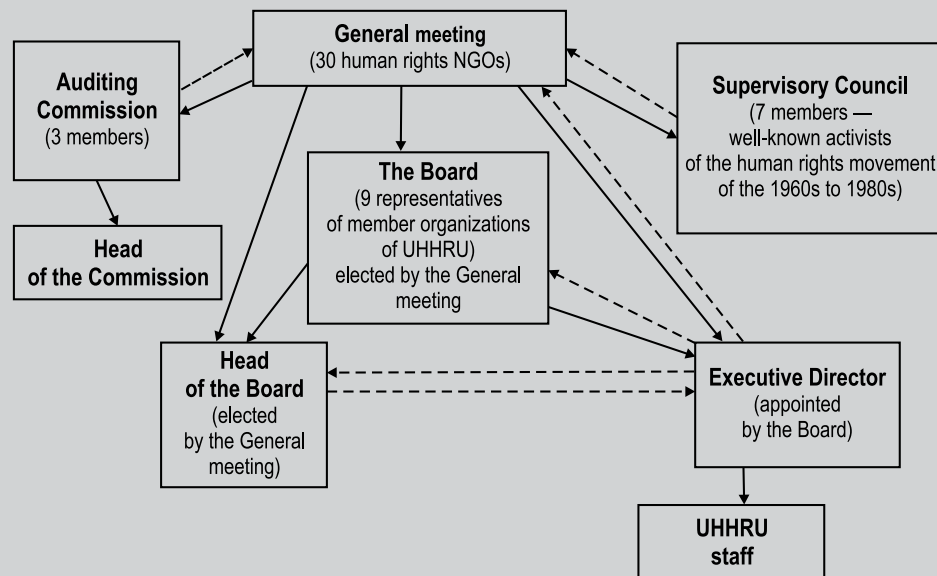 General meeting
(30 human rights NGOs)
Auditing
Commission
(3 members)
Supervisory Council
(7 members —
well-known activists
of the human rights movement
of the 1960s to 1980s)
The Board
(9 representatives
of member organizations
of UHHRU)
elected by the General
meeting
Head
of the Commission
Head
of the Board
(elected
by the General
meeting)
Executive Director
(appointed
by the Board)
UHHRU
staff